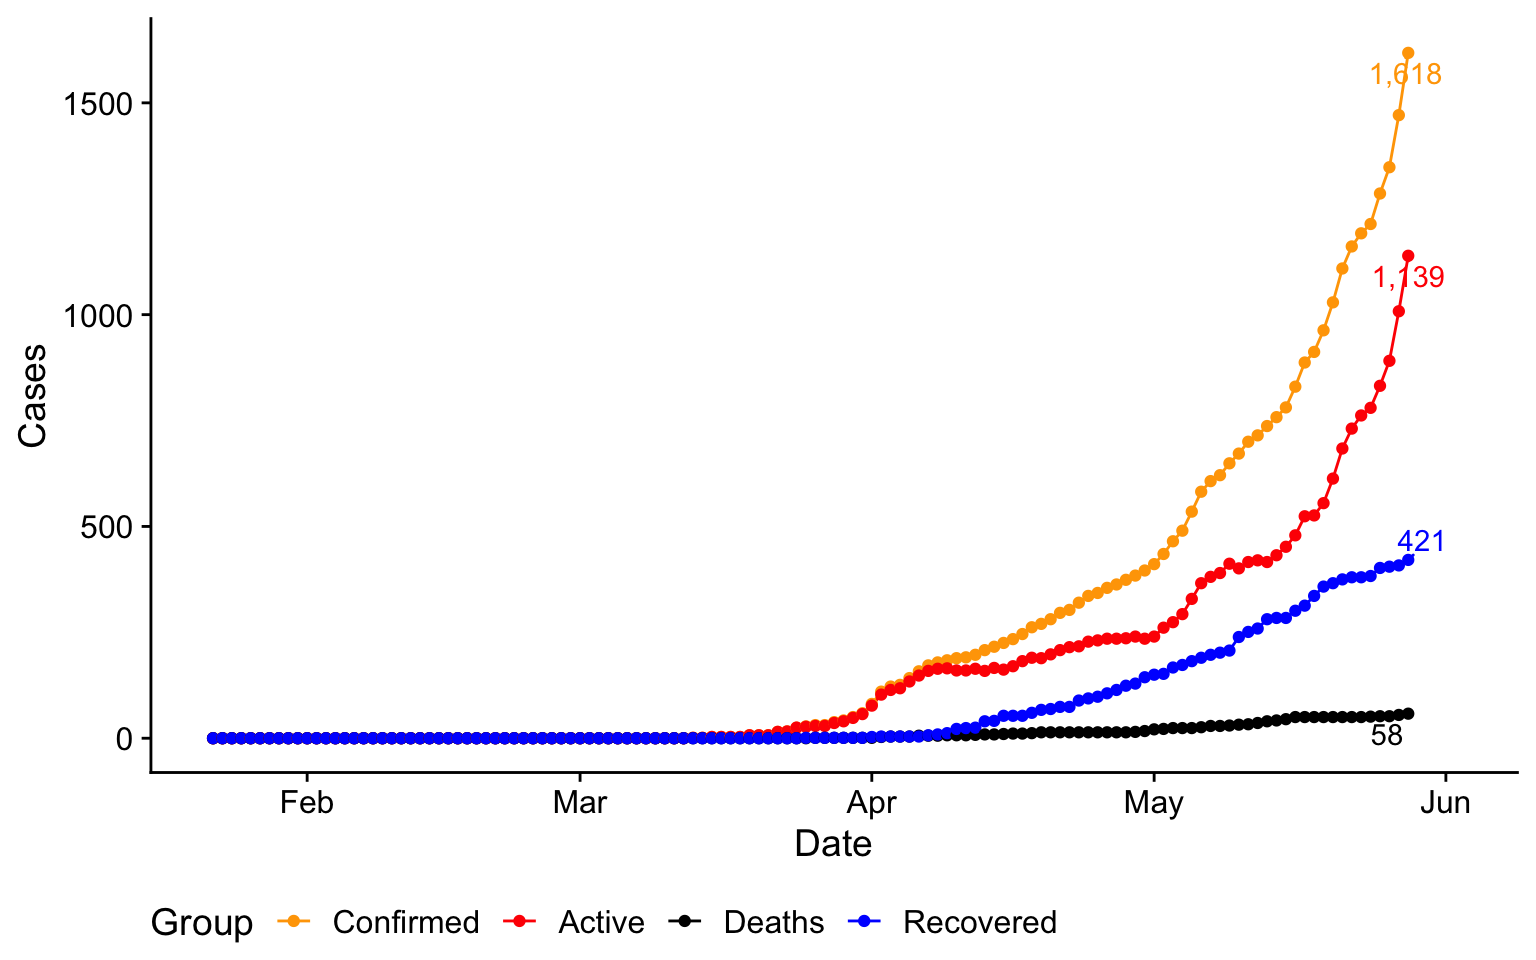 1,618
1500
1,139
1000
Cases
500
421
0
58
Feb Mar Apr May Jun
Date
Group Confirmed Active Deaths Recovered